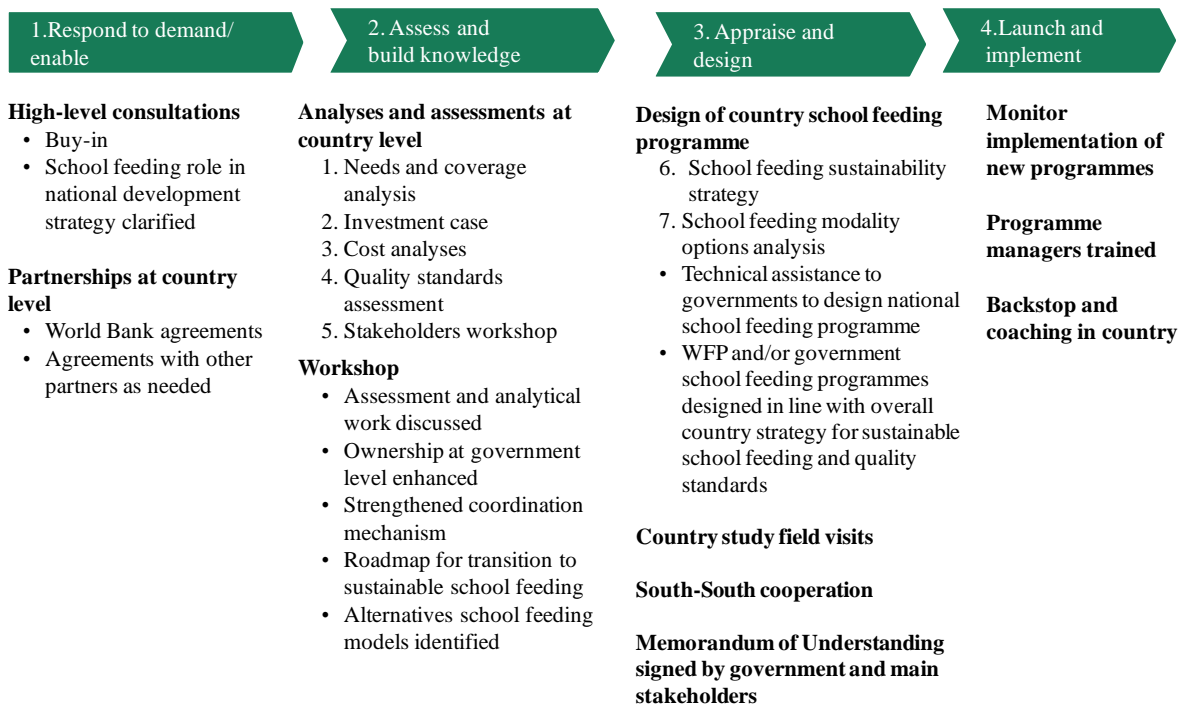 1.Respond to demand/
enable
2. Assess and
build knowledge
3. Appraise and
design
4.Launch and
implement
High-level consultations
• Buy-in
• School feeding role in
national development
strategy clarified
Partnerships at country
level
• World Bank agreements
• Agreements with other
partners as needed
Analyses and assessments at
country level
1. Needs and coverage
analysis
2. Investment case
3. Cost analyses
4. Quality standards
assessment
5. Stakeholders workshop
Workshop
• Assessment and analytical
work discussed
• Ownership at government
level enhanced
• Strengthened coordination
mechanism
• Roadmap for transition to
sustainable school feeding
• Alternatives school feeding
models identified
Design of country school feeding
programme
6. School feeding sustainability
strategy
7. School feeding modality
options analysis
• Technical assistance to
governments to design national
school feeding programme
• WFP and/or government
school feeding programmes
designed in line with overall
country strategy for sustainable
school feeding and quality
standards
Country study field visits
South-South cooperation
Memorandum of Understanding
signed by government and main
stakeholders
Monitor
implementation of
new programmes
Programme
managers trained
Backstop and
coaching in country